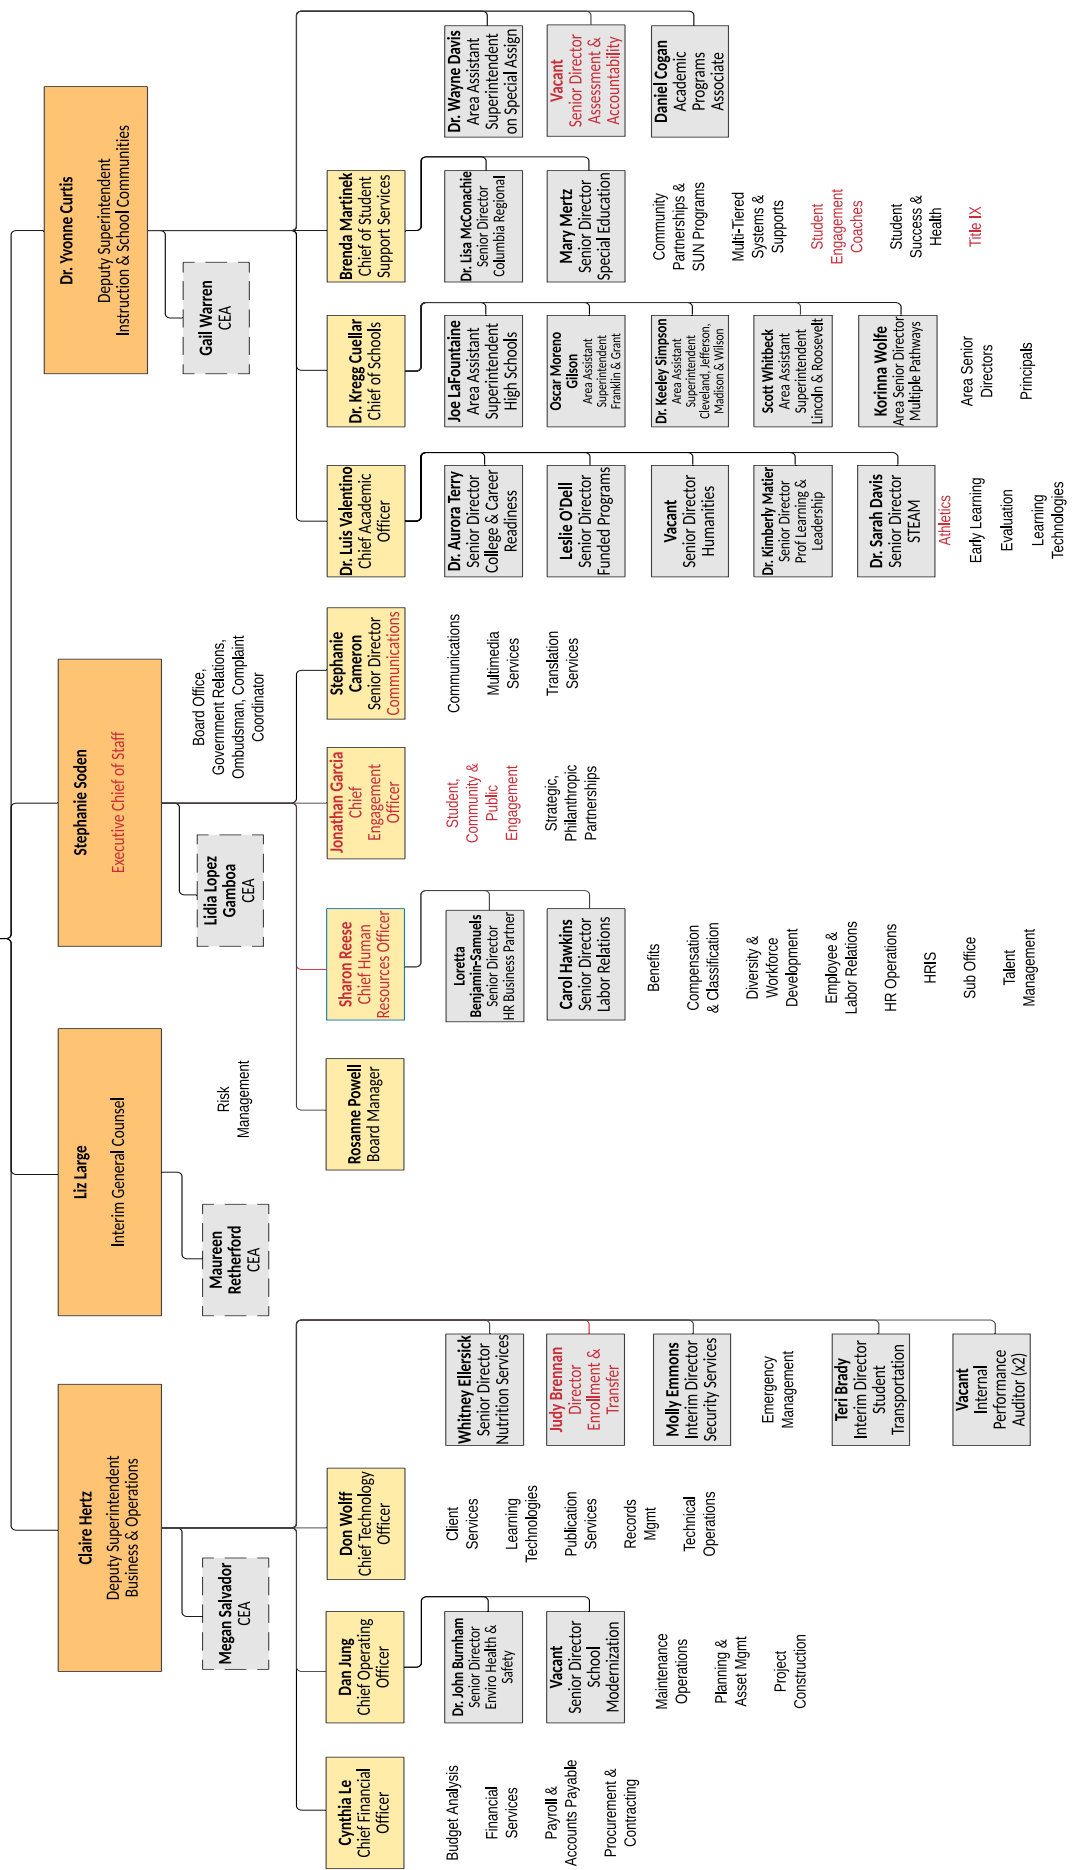 Claire Hertz
Deputy Superintendent
Business & Operations
Megan Salvador
CEA
Cynthia Le
Chief Financial
Officer
Budget Analysis
Financial
Services
Payroll &
Accounts Payable
Procurement &
Contracting
Dan Jung
Chief Operating
Officer
Dr. John Burnham
Senior Director
Enviro Health &
Safety
Vacant
Senior Director
School
Modernization
Maintenance
Operations
Planning &
Asset Mgmt
Project
Construction
Don Wolff
Chief Technology
Officer
Client
Services
Learning
Technologies
Publication
Services
Records
Mgmt
Technical
Operations
Whitney Ellersick
Senior Director
Nutrition Services
Judy Brennan
Director
Enrollment &
Transfer
Molly Emmons
Interim Director
Security Services
Emergency
Management
Teri Brady
Interim Director
Student
Transportation
Vacant
Internal
Performance
Auditor (x2)
Liz Large
Interim General Counsel
Maureen
Retherford
CEA
Risk
Management
Stephanie Soden
Executive Chief of Staff
Lidia Lopez
Gamboa
CEA
Board Office,
Government Relations,
Ombudsman, Complaint
Coordinator
Rosanne Powell
Board Manager
Sharon Reese
Chief Human
Resources Officer
Loretta
Benjamin-Samuels
Senior Director
HR Business Partner
Carol Hawkins
Senior Director
Labor Relations
Benefits
Compensation
& Classification
Diversity &
Workforce
Development
Employee &
Labor Relations
HR Operations
HRIS
Sub Office
Talent
Management
Jonathan Garcia
Chief
Engagement
Officer
Student,
Community &
Public
Engagement
Strategic,
Philanthropic
Partnerships
Stephanie
Cameron
Senior Director
Communications
Communications
Multimedia
Services
Translation
Services
Dr. Yvonne Curtis
Deputy Superintendent
Instruction & School Communities
Gail Warren
CEA
Dr. Luis Valentino
Chief Academic
Officer
Dr. Aurora Terry
Senior Director
College & Career
Readiness
Leslie O'Dell
Senior Director
Funded Programs
Vacant
Senior Director
Humanities
Dr. Kimberly Matier
Senior Director
Prof Learning &
Leadership
Dr. Sarah Davis
Senior Director
STEAM
Athletics
Early Learning
Evaluation
Learning
Technologies
Dr. Kregg Cuellar
Chief of Schools
Joe LaFountaine
Area Assistant
Superintendent
High Schools
Oscar Moreno
Gilson
Area Assistant
Superintendent
Franklin & Grant
Dr. Keeley Simpson
Area Assistant
Superintendent
Cleveland, Jefferson,
Madison & Wilson
Scott Whitbeck
Area Assistant
Superintendent
Lincoln & Roosevelt
Korinna Wolfe
Area Senior Director
Multiple Pathways
Area Senior
Directors
Principals
Brenda Martinek
Chief of Student
Support Services
Dr. Lisa McConachie
Senior Director
Columbia Regional
Mary Mertz
Senior Director
Special Education
Community
Partnerships &
SUN Programs
Multi-Tiered
Systems &
Supports
Student
Engagement
Coaches
Student
Success &
Health
Title IX
Dr. Wayne Davis
Area Assistant
Superintendent
on Special Assign
Vacant
Senior Director
Assessment &
Accountability
Daniel Cogan
Academic
Programs
Associate